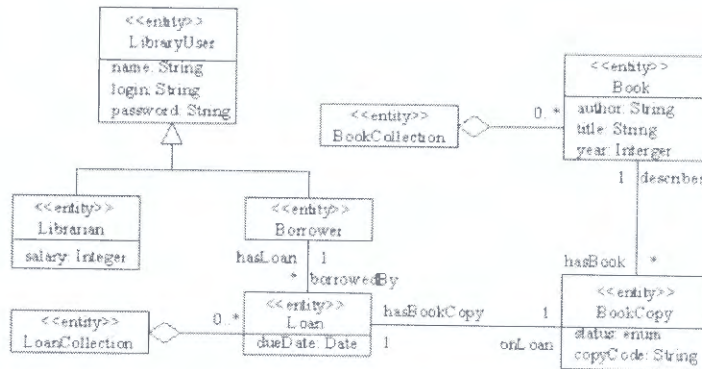 <<entity>>
LibraryUser
name: String
login: String
password: String
<<entity>>
Book
author: String
title: String
year: Interger
<<entity>>
BookCollection
0..*
1 describes
<<entity>>
Librarian
salary: Integer
<<entity>>
Borrower
hasLoan 1
* borrowedBy
hasBook *
<<entity>>
LoanCollection
0..*
<<entity>>
Loan
dueDate: Date
hasBookCopy 1
1 onLoan
<<entity>>
BookCopy
status: enum
copyCode: String